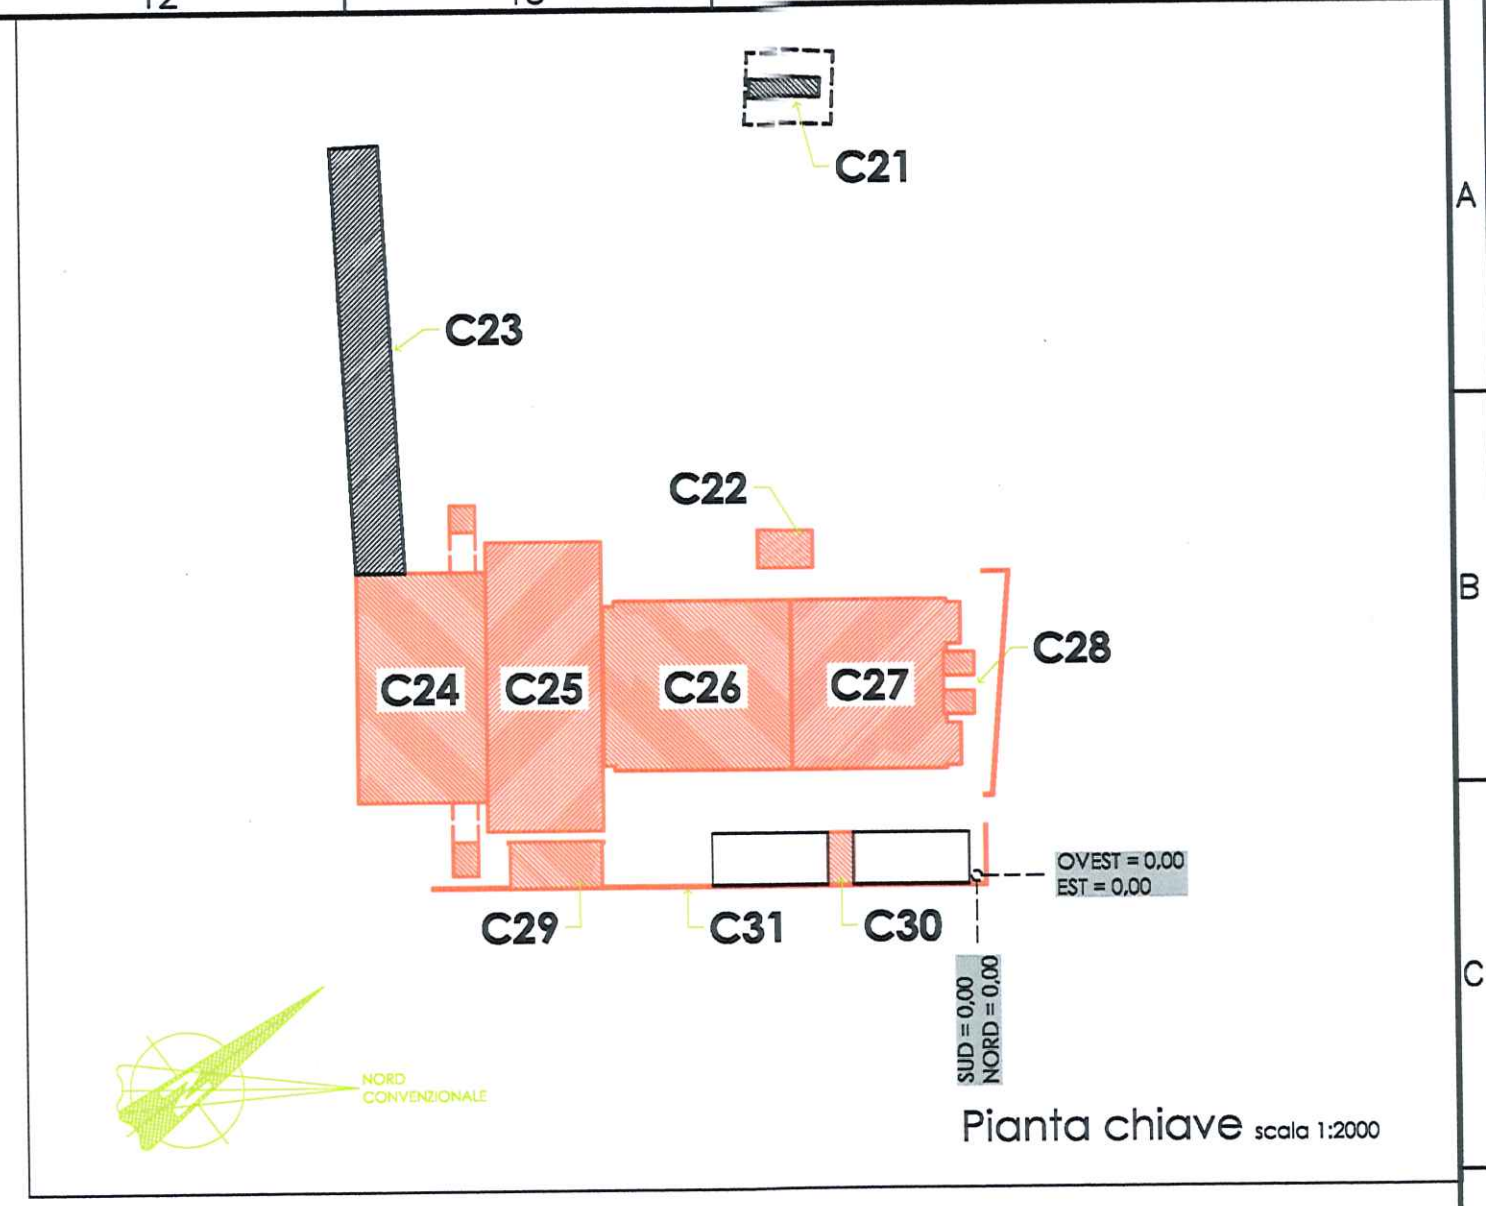 C21
A
C23
C22
B
C28
C24
C25
C26
C27
OVEST = 0,00
EST = 0,00
C29
C31
C30
SUD = 0,00
NORD = 0,00
C
NORD
CONVENZIONALE
Pianta chiave scala 1:2000